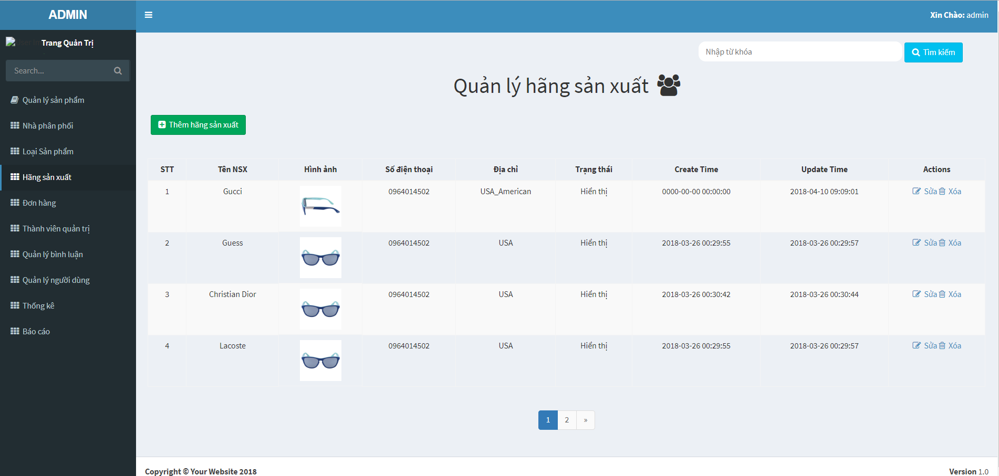 ADMIN
Xin Chào: admin
Trang Quản Trị
Search...
Quản lý sản phẩm
Nhà phân phối
Loại Sản phẩm
Hãng sản xuất
Đơn hàng
Thành viên quản trị
Quản lý bình luận
Quản lý người dùng
Thống kê
Báo cáo
Nhập từ khóa
Tìm kiếm
Quản lý hãng sản xuất
Thêm hãng sản xuất
STT Tên NSX Hình ảnh Số điện thoại Địa chỉ Trạng thái Create Time Update Time Actions
1 Gucci 0964014502 USA_American Hiển thị 0000-00-00 00:00:00 2018-04-10 09:09:01 Sửa Xóa
2 Guess 0964014502 USA Hiển thị 2018-03-26 00:29:55 2018-03-26 00:29:57 Sửa Xóa
3 Christian Dior 0964014502 USA Hiển thị 2018-03-26 00:30:42 2018-03-26 00:30:44 Sửa Xóa
4 Lacoste 0964014502 USA Hiển thị 2018-03-26 00:29:55 2018-03-26 00:29:57 Sửa Xóa
1 2 »
Copyright © Your Website 2018
Version 1.0